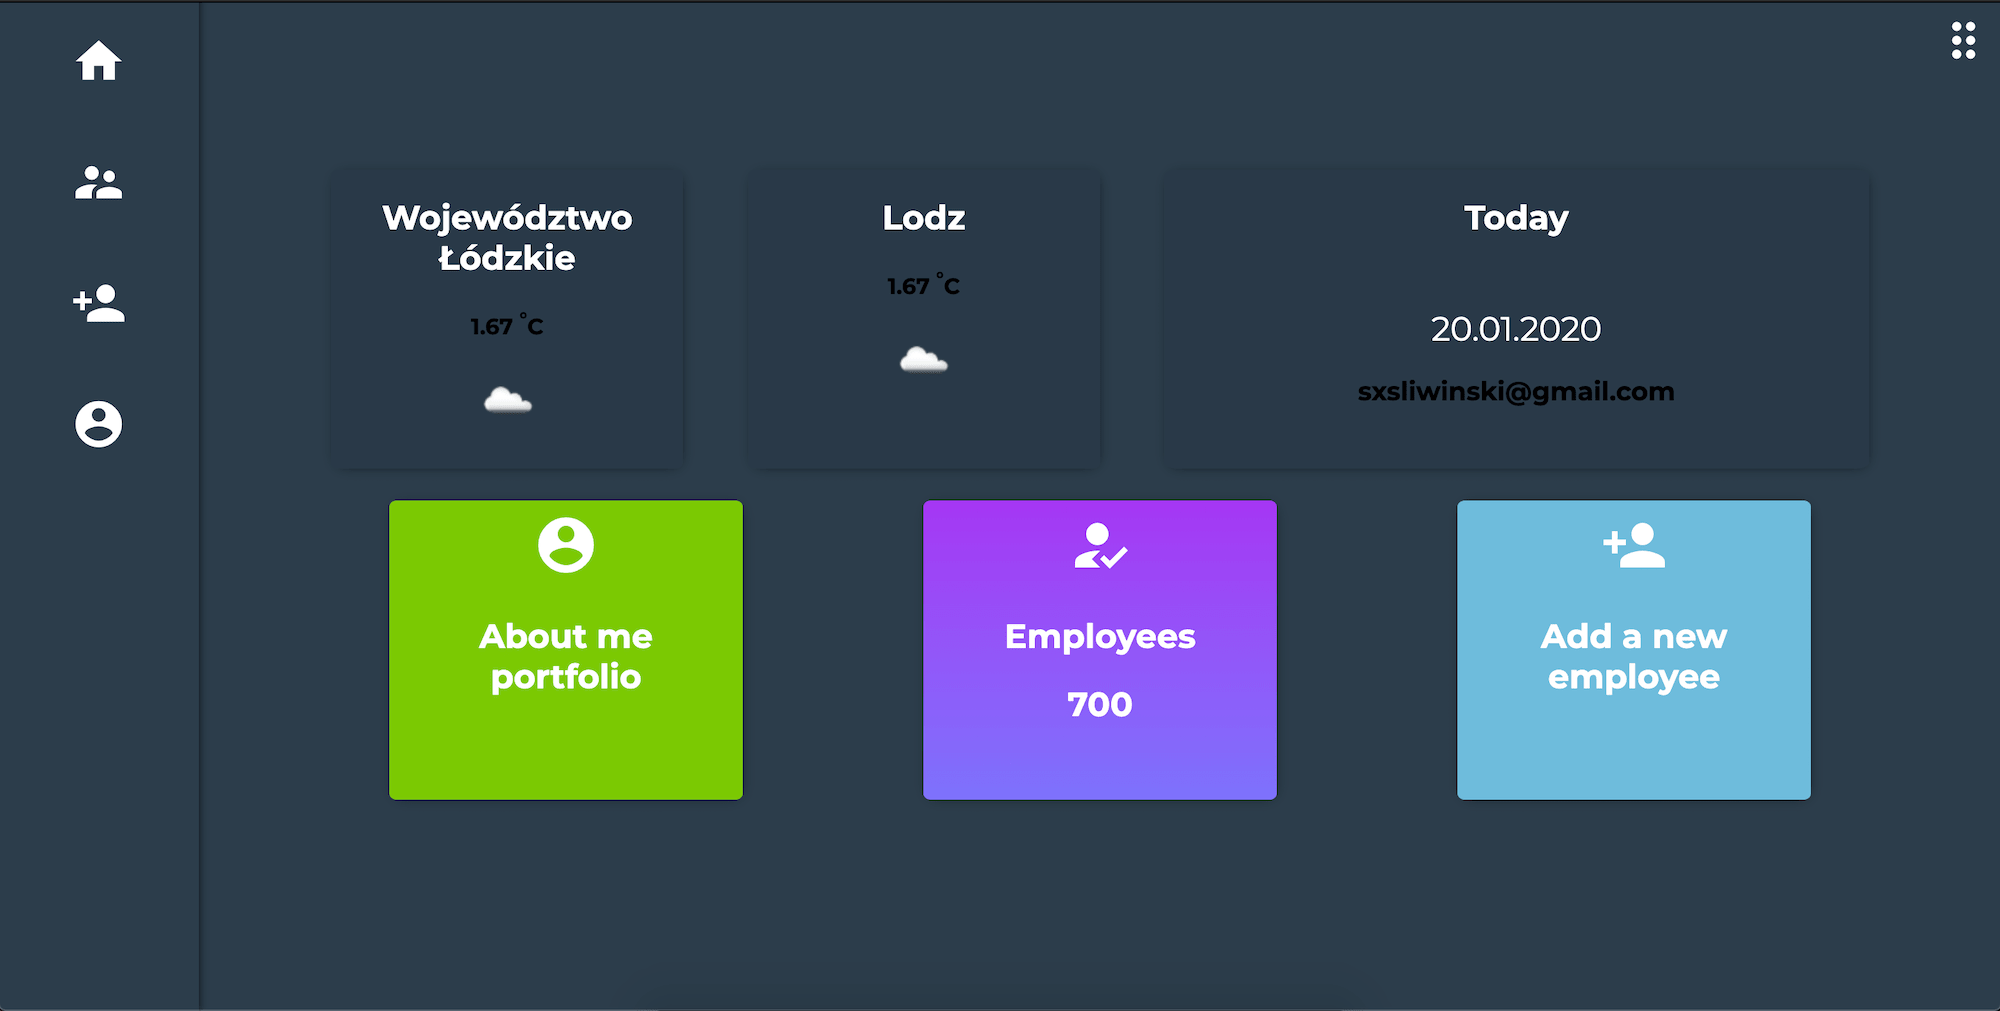 Województwo
Łódzkie
1.67 °C
Lodz
1.67 °C
Today
20.01.2020
sxsliwinski@gmail.com
About me
portfolio
Employees
700
Add a new
employee